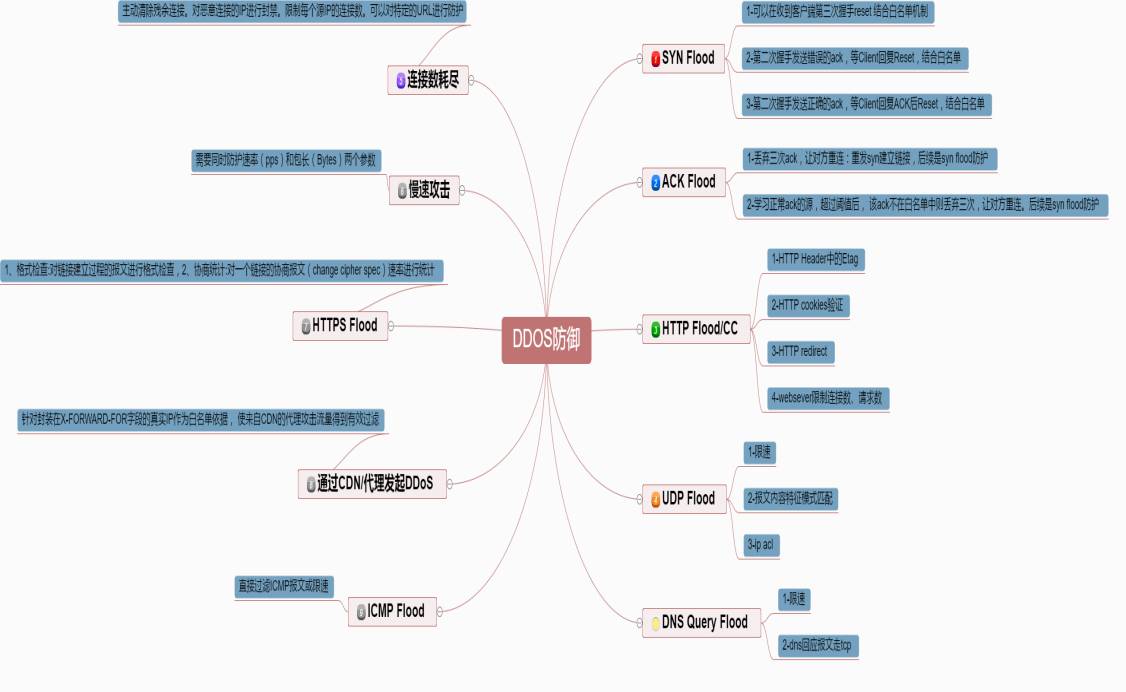 DDOS防御
SYN Flood
1-可以在收到客户端第三次握手reset 结合白名单机制
2-第二次握手发送错误的ack，等Client回复Reset，结合白名单
3-第二次握手发送正确的ack，等Client回复ACK后Reset，结合白名单
ACK Flood
1-丢弃三次ack，让对方重连：重发syn建立链接，后续是syn flood防护
2-学习正常ack的源，超过阈值后， 该ack不在白名单中则丢弃三次，让对方重连。后续是syn flood防护
HTTP Flood/CC
1-HTTP Header中的Etag
2-HTTP cookies验证
3-HTTP redirect
4-websever限制连接数、请求数
UDP Flood
1-限速
2-报文内容特征模式匹配
3-ip acl
DNS Query Flood
1-限速
2-dns回应报文走tcp
主动清除残余连接。对恶意连接的IP进行封禁。限制每个源IP的连接数。可以对特定的URL进行防护
连接数耗尽
需要同时防护速率（pps）和包长（Bytes）两个参数
慢速攻击
1、格式检查:对链接建立过程的报文进行格式检查，2、协商统计:对一个链接的协商报文（change cipher spec）速率进行统计
HTTPS Flood
针对封装在X-FORWARD-FOR字段的真实IP作为白名单依据， 使来自CDN的代理攻击流量得到有效过滤
通过CDN/代理发起DDoS
直接过滤ICMP报文或限速
ICMP Flood